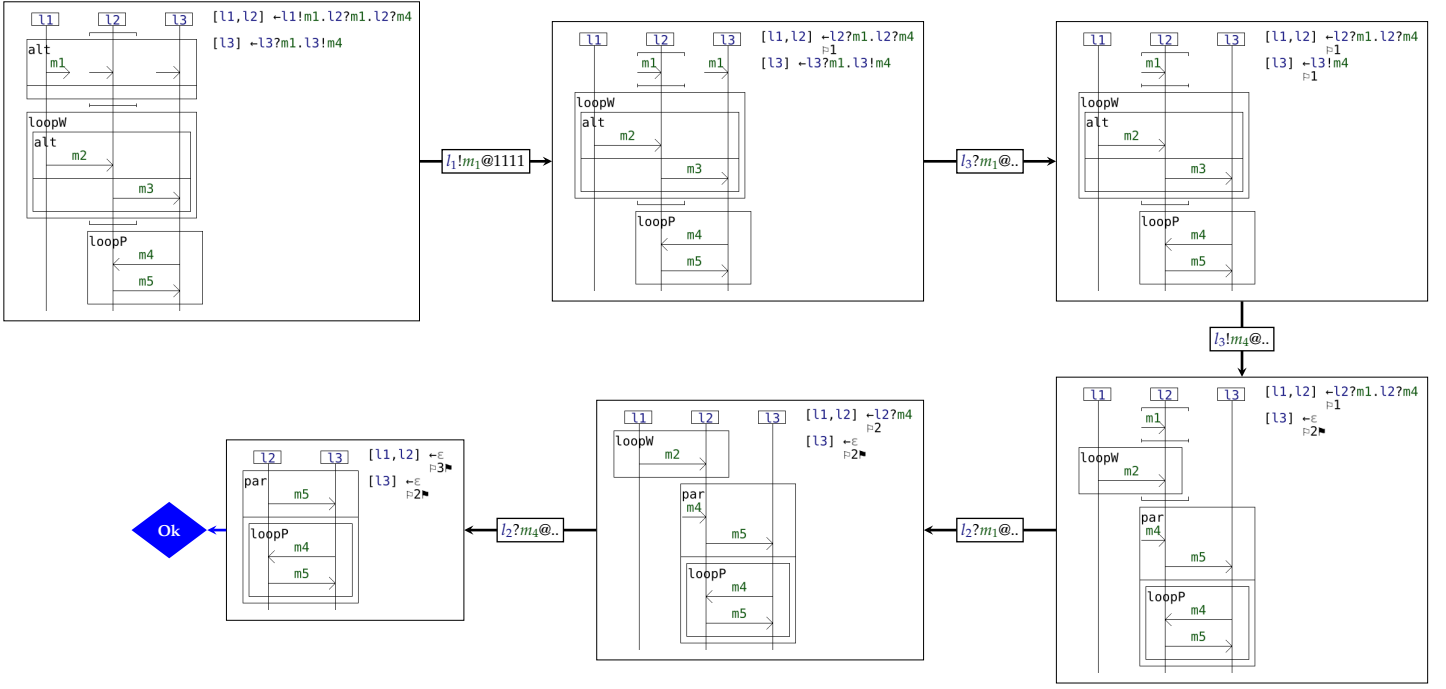 l1 l2 l3
[l1,l2] ←l1!m1.l2?m1.l2?m4
[l3] ←l3?m1.l3!m4
alt
m1
loopW
alt
m2
m3
loopP
m4
m5
l1!m1@1111
l1 l2 l3
[l1,l2] ←l2?m1.l2?m4
⚐1
[l3] ←l3?m1.l3!m4
m1 m1
loopW
alt
m2
m3
loopP
m4
m5
l3?m1@..
l1 l2 l3
[l1,l2] ←l2?m1.l2?m4
⚐1
[l3] ←l3!m4
⚐1
m1
loopW
alt
m2
m3
loopP
m4
m5
l3!m4@..
l1 l2 l3
[l1,l2] ←l2?m1.l2?m4
⚐1
[l3] ←ε
⚐2⚑
m1
loopW
m2
par
m4
m5
loopP
m4
m5
l2?m1@..
l1 l2 l3
[l1,l2] ←l2?m4
⚐2
[l3] ←ε
⚐2⚑
loopW
m2
par
m4
m5
loopP
m4
m5
l2?m4@..
l2 l3
[l1,l2] ←ε
⚐3⚑
[l3] ←ε
⚐2⚑
par
m5
loopP
m4
m5
Ok